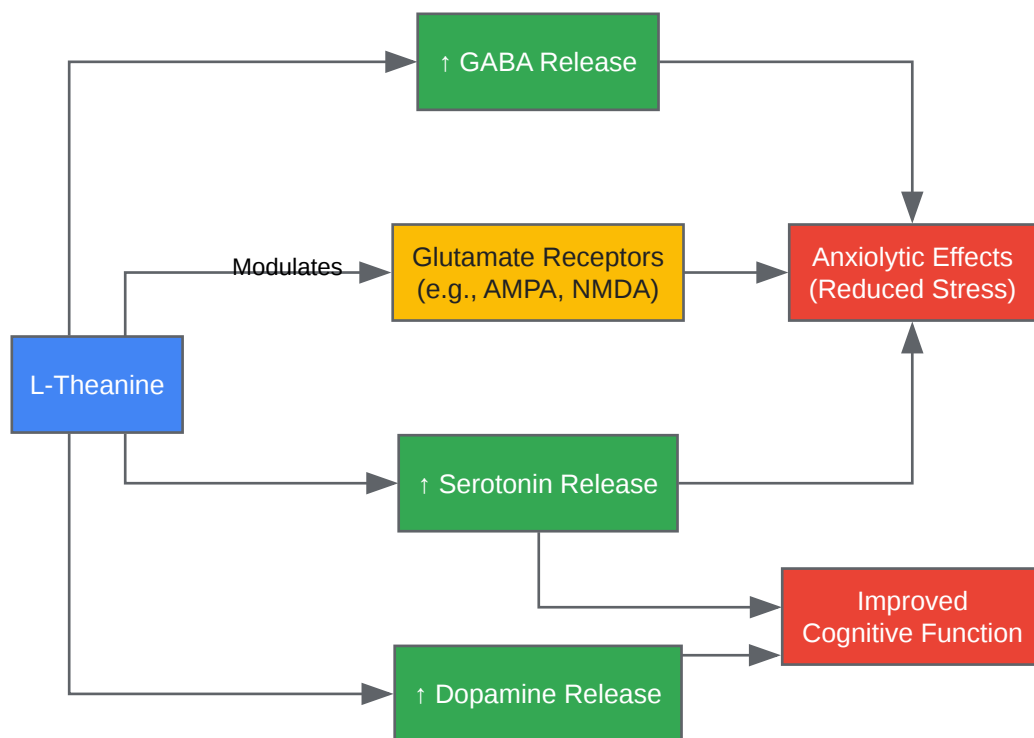 ↑ GABA Release
Modulates
Glutamate Receptors
(e.g., AMPA, NMDA)
Anxiolytic Effects
(Reduced Stress)
L-Theanine
↑ Serotonin Release
Improved
Cognitive Function
↑ Dopamine Release